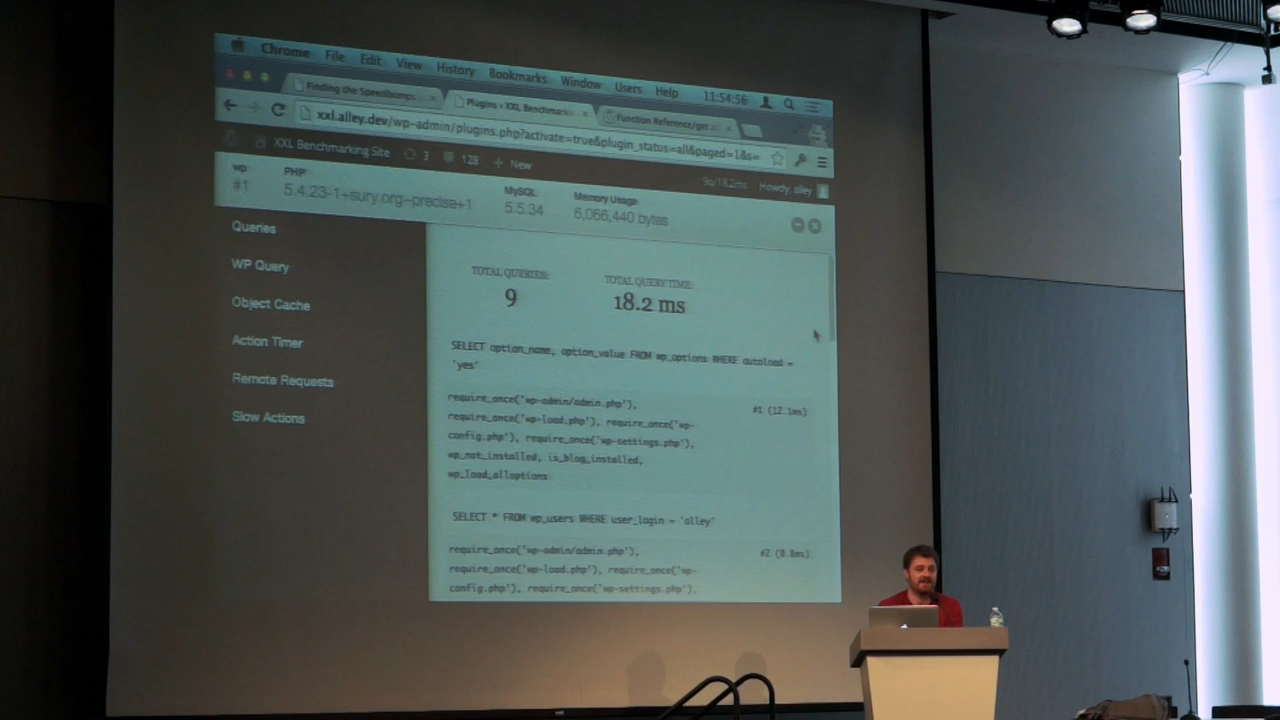 Chrome File Edit View History Bookmarks Window Users Help 11:54:56
Finding the Speedbumps Plugins ‹ XXL Benchmark Function Reference/get
xxl.alley.dev/wp-admin/plugins.php?activate=true&plugin_status=all&paged=1&s=
XXL Benchmarking Site 3 128 + New 9q/18.2ms Howdy, alley
wp PHP MySQL Memory Usage
#1 5.4.23-1+sury.org~precise+1 5.5.34 6,066,440 bytes
Queries
WP Query
Object Cache
Action Timer
Remote Requests
Slow Actions
TOTAL QUERIES: TOTAL QUERY TIME:
9 18.2 ms
SELECT option_name, option_value FROM wp_options WHERE autoload =
'yes'
require_once('wp-admin/admin.php'), #1 (12.1ms)
require_once('wp-load.php'), require_once('wp-
config.php'), require_once('wp-settings.php'),
wp_not_installed, is_blog_installed,
wp_load_alloptions
SELECT * FROM wp_users WHERE user_login = 'alley'
require_once('wp-admin/admin.php'), #2 (0.8ms)
require_once('wp-load.php'), require_once('wp-
config.php'), require_once('wp-settings.php'),